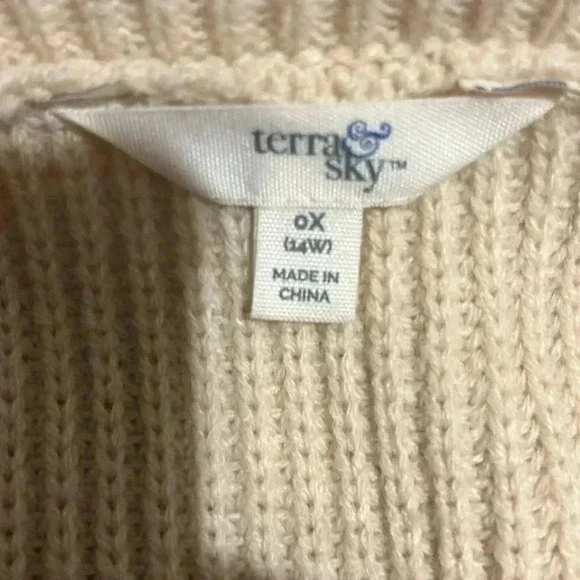 terra &
sky™
0X
(14W)
MADE IN
CHINA